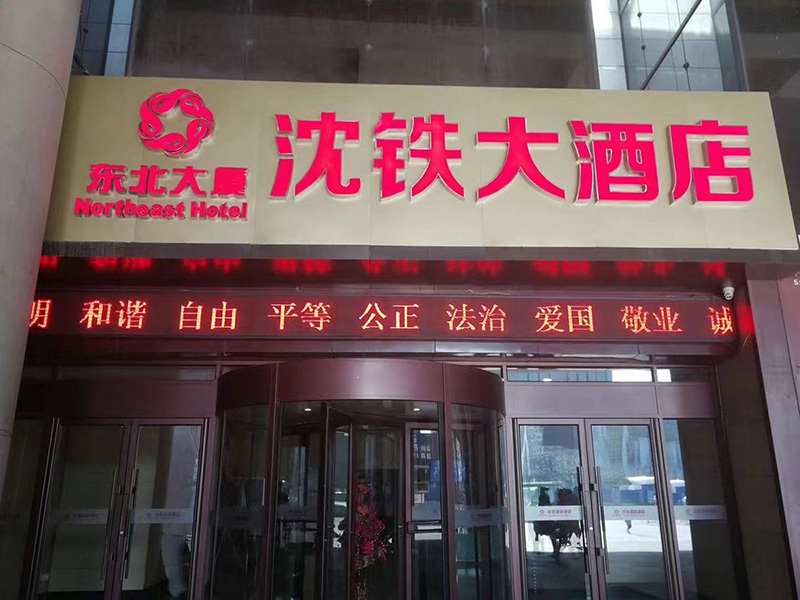 东北大厦
Northeast Hotel
沈铁大酒店
明 和谐 自由 平等 公正 法治 爱国 敬业 诚